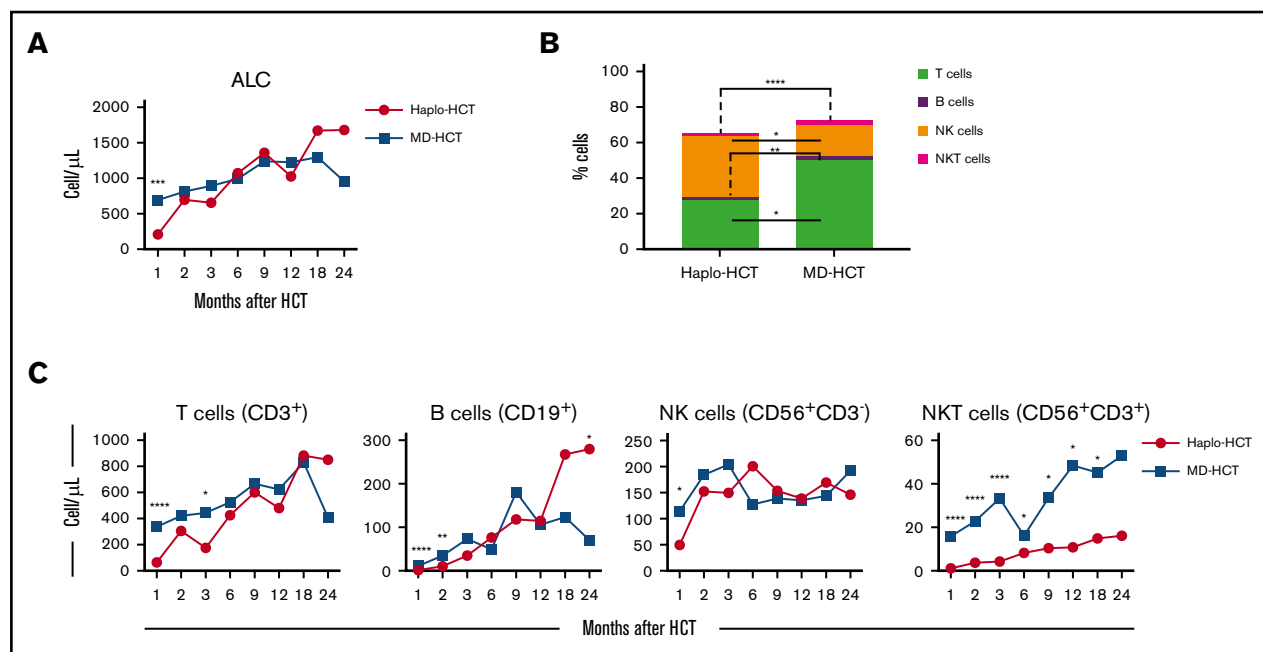 A
ALC
2000
1500
1000
500
0
Cell/µL
***
1 2 3 6 9 12 18 24
Months after HCT
Haplo-HCT
MD-HCT
B
100
80
60
40
20
0
% cells
****
*
**
*
Haplo-HCT MD-HCT
T cells
B cells
NK cells
NKT cells
C
Cell/µL
T cells (CD3⁺)
1000
800
600
400
200
0
**** *
1 2 3 6 9 12 18 24
B cells (CD19⁺)
300
200
100
0
**** ** *
1 2 3 6 9 12 18 24
NK cells (CD56⁺CD3⁻)
250
200
150
100
50
0
*
1 2 3 6 9 12 18 24
NKT cells (CD56⁺CD3⁺)
60
40
20
0
**** **** **** * * * *
1 2 3 6 9 12 18 24
Haplo-HCT
MD-HCT
Months after HCT